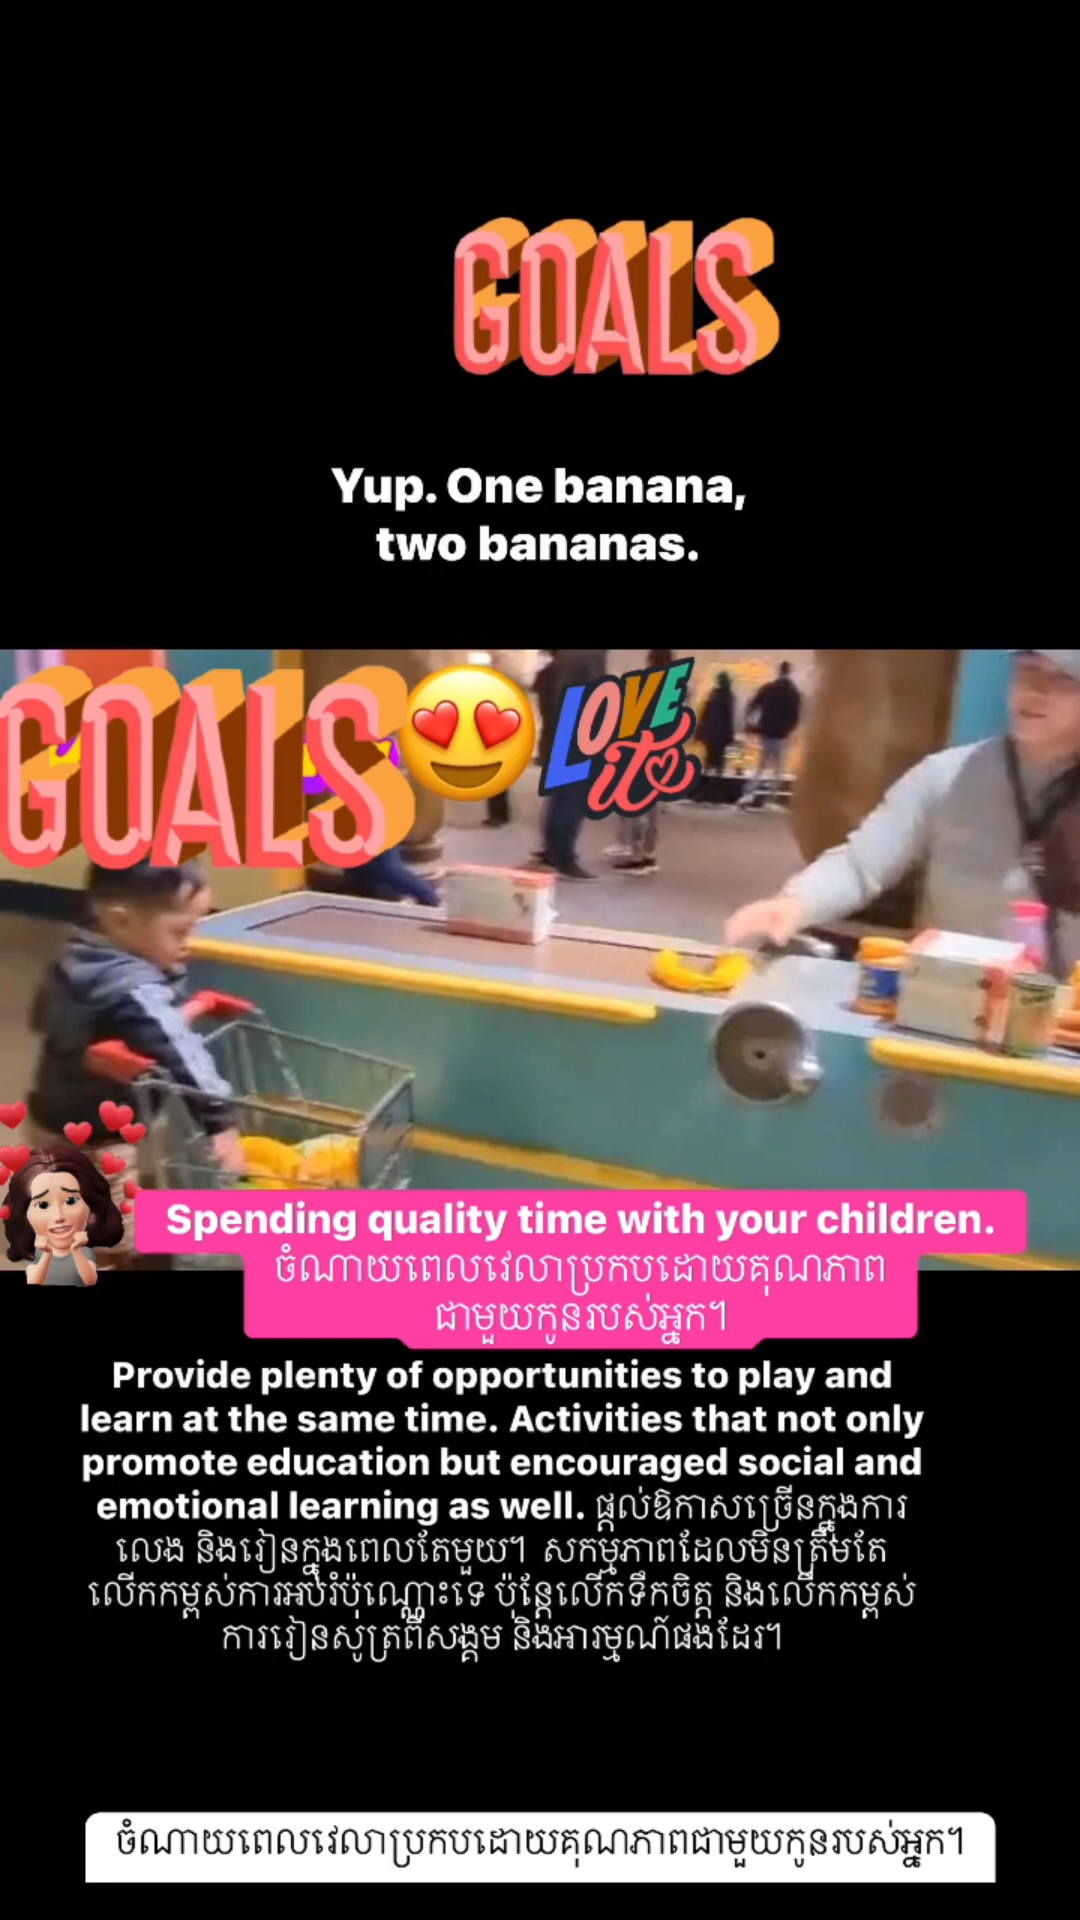 GOALS
Yup. One banana,
two bananas.
GOALS
LOVE
it
Spending quality time with your children.
ចំណាយពេលវេលាប្រកបដោយគុណភាព
ជាមួយកូនរបស់អ្នក។
Provide plenty of opportunities to play and
learn at the same time. Activities that not only
promote education but encouraged social and
emotional learning as well. ផ្តល់ឱកាសច្រើនក្នុងការ
លេង និងរៀនក្នុងពេលតែមួយ។ សកម្មភាពដែលមិនត្រឹមតែ
លើកកម្ពស់ការអប់រំប៉ុណ្ណោះទេ ប៉ុន្តែលើកទឹកចិត្ត និងលើកកម្ពស់
ការរៀនសូត្រពីសង្គម និងអារម្មណ៍ផងដែរ។
ចំណាយពេលវេលាប្រកបដោយគុណភាពជាមួយកូនរបស់អ្នក។